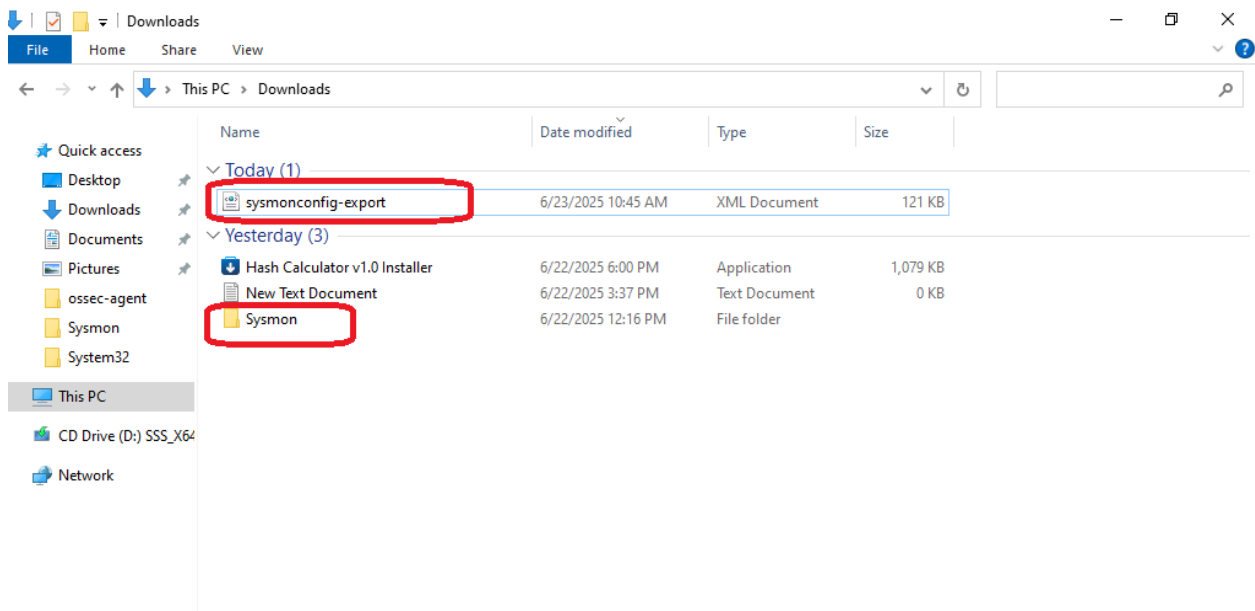 Downloads
File Home Share View
This PC > Downloads
Name Date modified Type Size
Quick access
Desktop
Downloads
Documents
Pictures
ossec-agent
Sysmon
System32
This PC
CD Drive (D:) SSS_X64
Network
Today (1)
sysmonconfig-export 6/23/2025 10:45 AM XML Document 121 KB
Yesterday (3)
Hash Calculator v1.0 Installer 6/22/2025 6:00 PM Application 1,079 KB
New Text Document 6/22/2025 3:37 PM Text Document 0 KB
Sysmon 6/22/2025 12:16 PM File folder